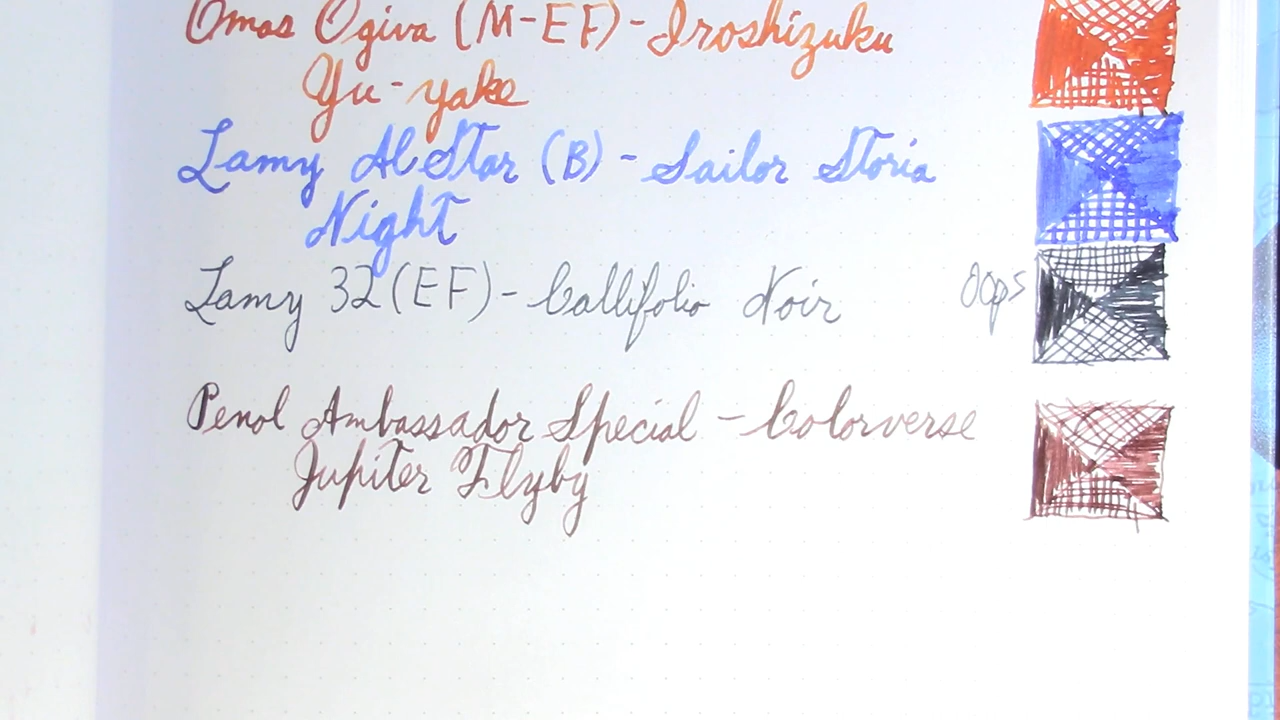 Omas Ogiva (M-EF)-Iroshizuku
Yu-yake
Lamy AlStar (B) - Sailor Storia
Night
Lamy 32(EF)- Callifolio Noir
OOps
Penol Ambassador Special - Colorverse
Jupiter Flyby